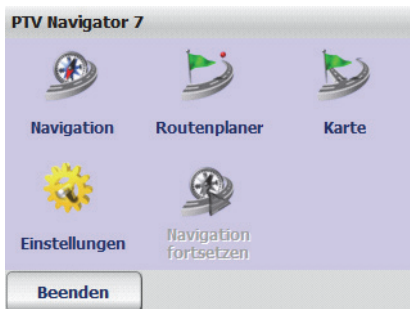 PTV Navigator 7
Navigation Routenplaner Karte
Einstellungen Navigation
fortsetzen
Beenden